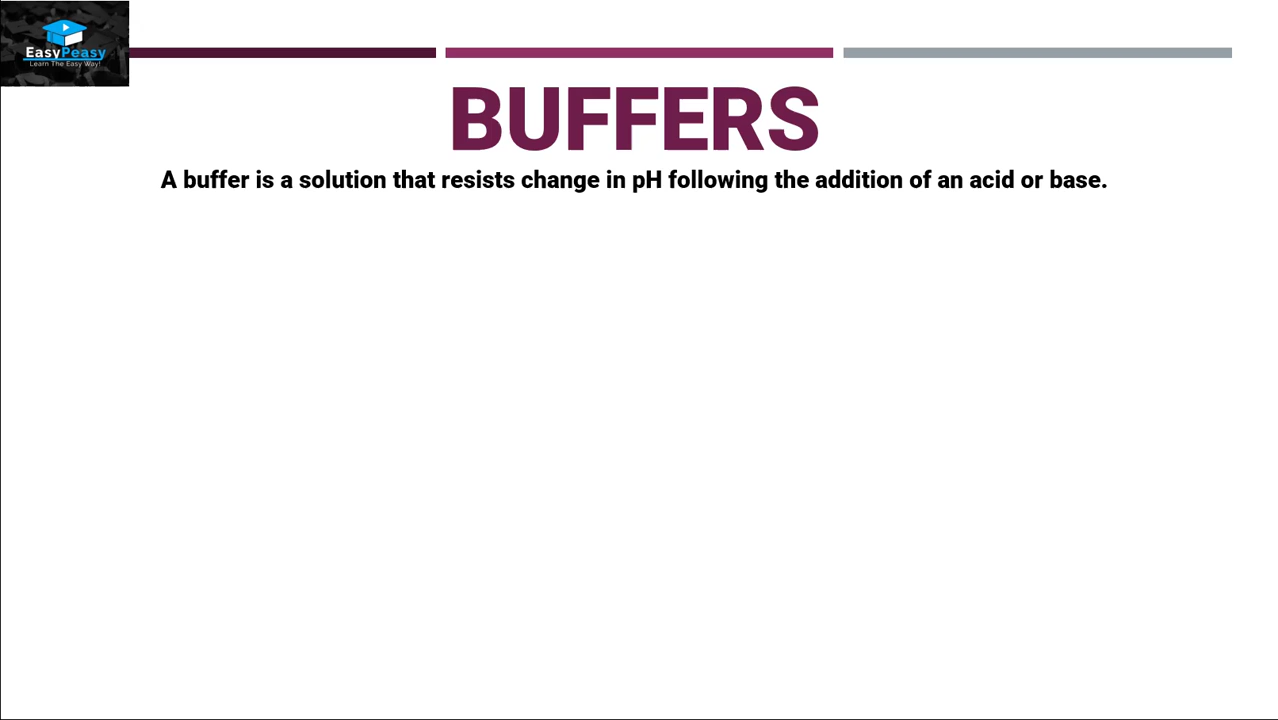 EasyPeasy
Learn The Easy Way!
BUFFERS
A buffer is a solution that resists change in pH following the addition of an acid or base.